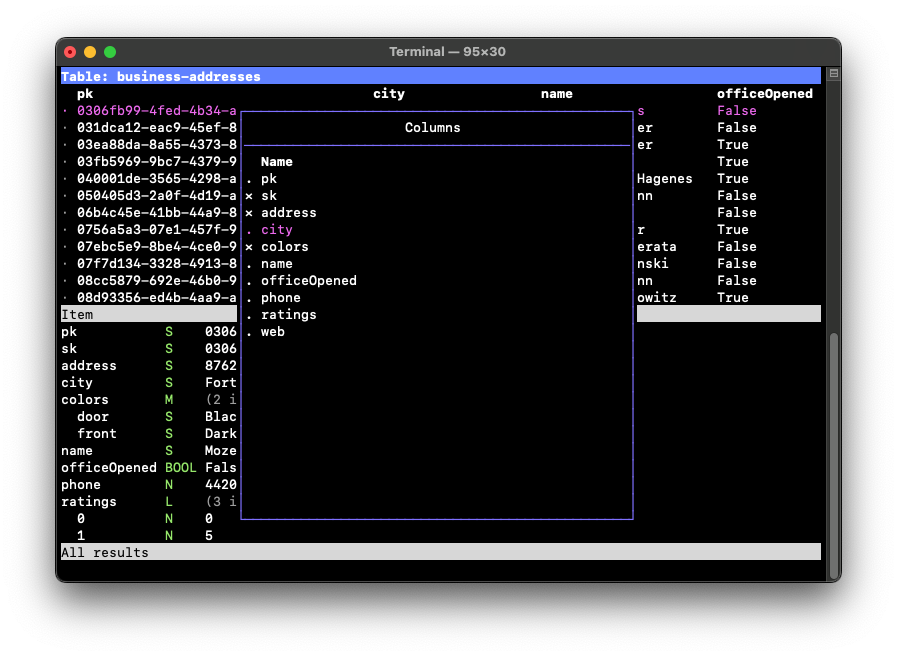 Terminal — 95×30
Table: business-addresses
pk city name officeOpened
· 0306fb99-4fed-4b34-a s False
· 031dca12-eac9-45ef-8 er False
· 03ea88da-8a55-4373-8 er True
· 03fb5969-9bc7-4379-9 True
· 040001de-3565-4298-a Hagenes True
· 050405d3-2a0f-4d19-a nn False
· 06b4c45e-41bb-44a9-8 False
· 0756a5a3-07e1-457f-9 r True
· 07ebc5e9-8be4-4ce0-9 erata False
· 07f7d134-3328-4913-8 nski False
· 08cc5879-692e-46b0-9 nn False
· 08d93356-ed4b-4aa9-a owitz True
Columns
Name
. pk
× sk
× address
. city
× colors
. name
. officeOpened
. phone
. ratings
. web
Item
pk S 0306
sk S 0306
address S 8762
city S Fort
colors M (2 i
door S Blac
front S Dark
name S Moze
officeOpened BOOL Fals
phone N 4420
ratings L (3 i
0 N 0
1 N 5
All results